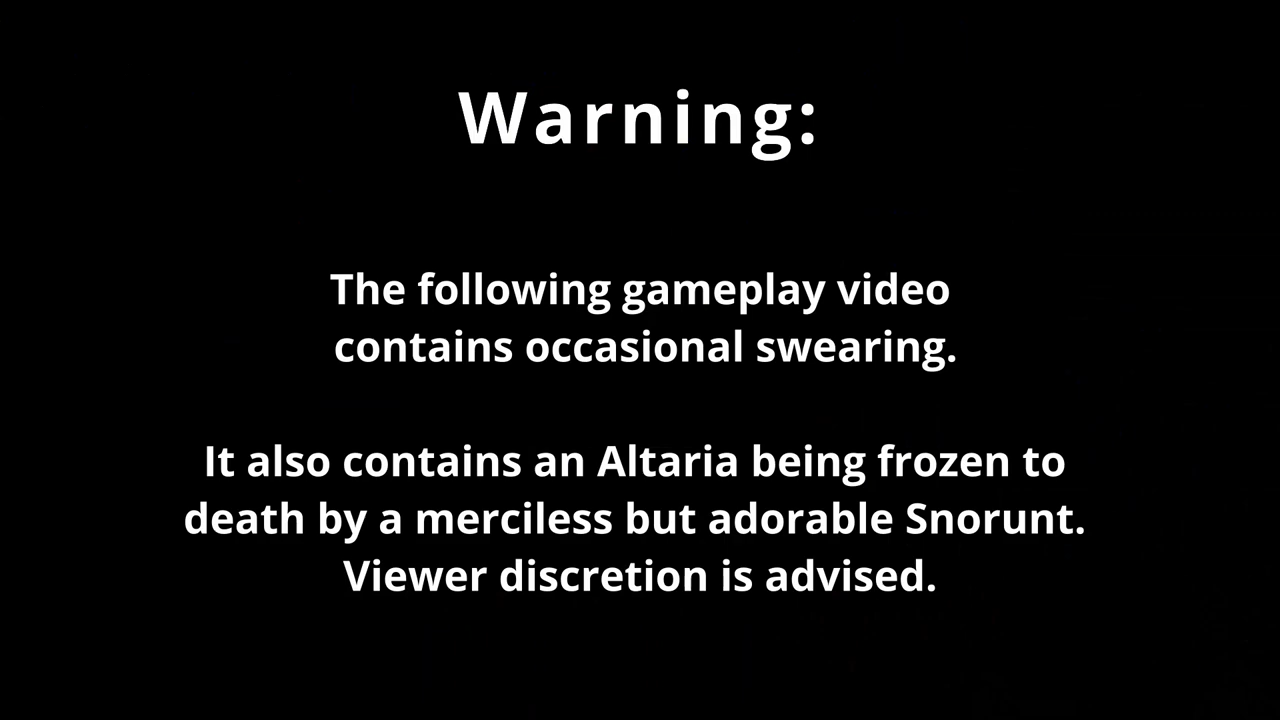 Warning:
The following gameplay video
contains occasional swearing.
It also contains an Altaria being frozen to
death by a merciless but adorable Snorunt.
Viewer discretion is advised.